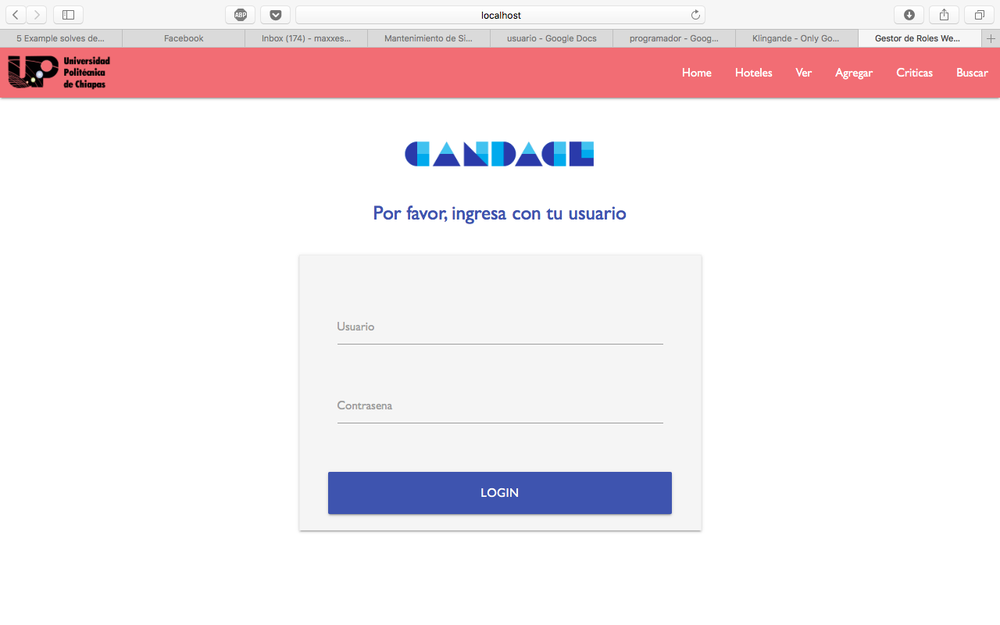 ABP
localhost
5 Example solves de...
Facebook
Inbox (174) - maxxes...
Mantenimiento de Si...
usuario - Google Docs
programador - Goog...
Klingande - Only Go...
Gestor de Roles We...
UP
Universidad
Politécnica
de Chiapas
Home
Hoteles
Ver
Agregar
Criticas
Buscar
CANDACE
Por favor, ingresa con tu usuario
Usuario
Contrasena
LOGIN